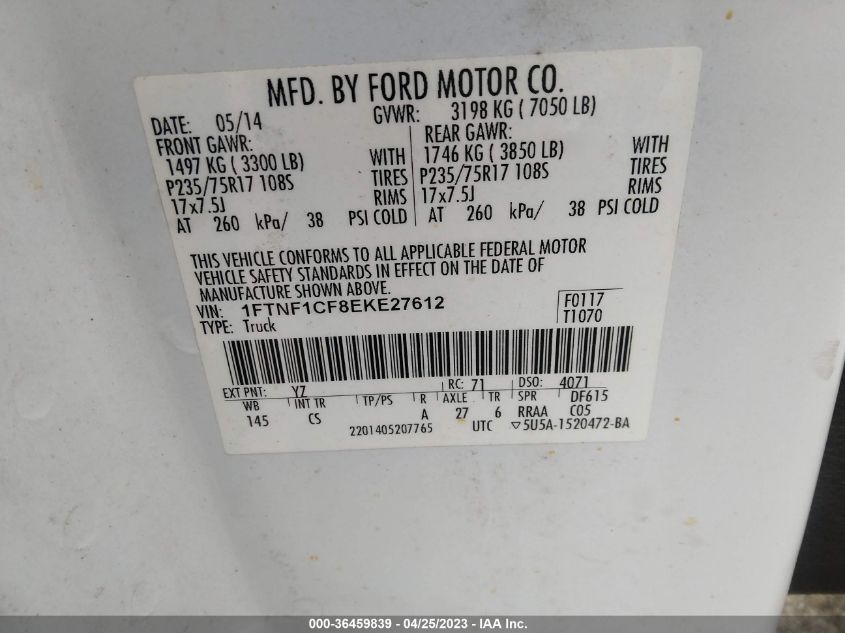 MFD. BY FORD MOTOR CO.
DATE: 05/14 GVWR: 3198 KG ( 7050 LB)
FRONT GAWR: REAR GAWR:
1497 KG ( 3300 LB) WITH 1746 KG ( 3850 LB) WITH
P235/75R17 108S TIRES P235/75R17 108S TIRES
17x7.5J RIMS 17x7.5J RIMS
AT 260 kPa/ 38 PSI COLD AT 260 kPa/ 38 PSI COLD
THIS VEHICLE CONFORMS TO ALL APPLICABLE FEDERAL MOTOR
VEHICLE SAFETY STANDARDS IN EFFECT ON THE DATE OF
MANUFACTURE SHOWN ABOVE.
VIN: 1FTNF1CF8EKE27612 F0117
TYPE: Truck T1070
EXT PNT: YZ RC: 71 DSO: 4071
WB INT TR TP/PS R AXLE TR SPR DF615
145 CS A 27 6 RRAA C05
2201405207765 UTC ▽5U5A-1520472-BA
000-36459839 - 04/25/2023 - IAA Inc.